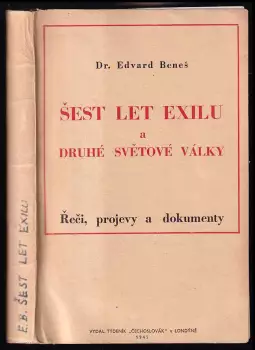 Dr. Edvard Beneš
ŠEST LET EXILU
a
DRUHÉ SVĚTOVÉ VÁLKY
Řeči, projevy a dokumenty
VYDAL TÝDENÍK „ČECHOSLOVÁK“ v LONDÝNĚ
E.B. ŠEST LET EXILU